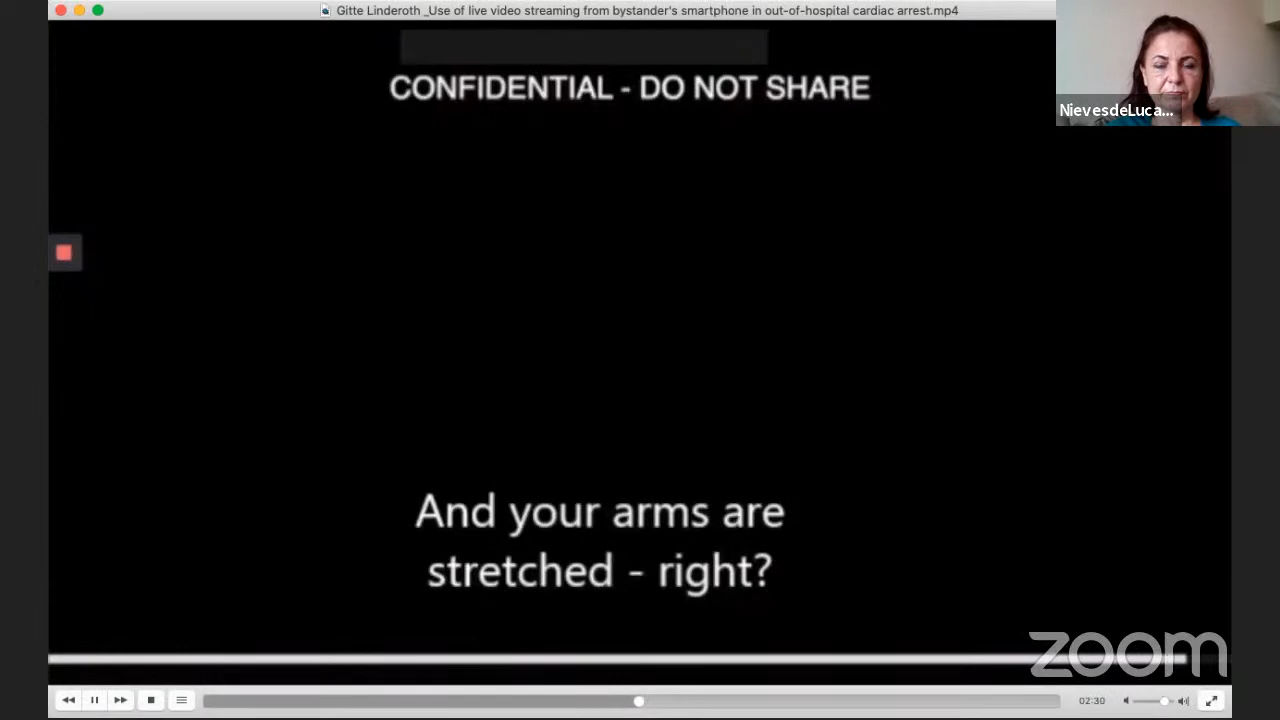 Gitte Linderoth _Use of live video streaming from bystander's smartphone in out-of-hospital cardiac arrest.mp4
CONFIDENTIAL - DO NOT SHARE
NievesdeLuca...
And your arms are
stretched - right?
zoom
02:30